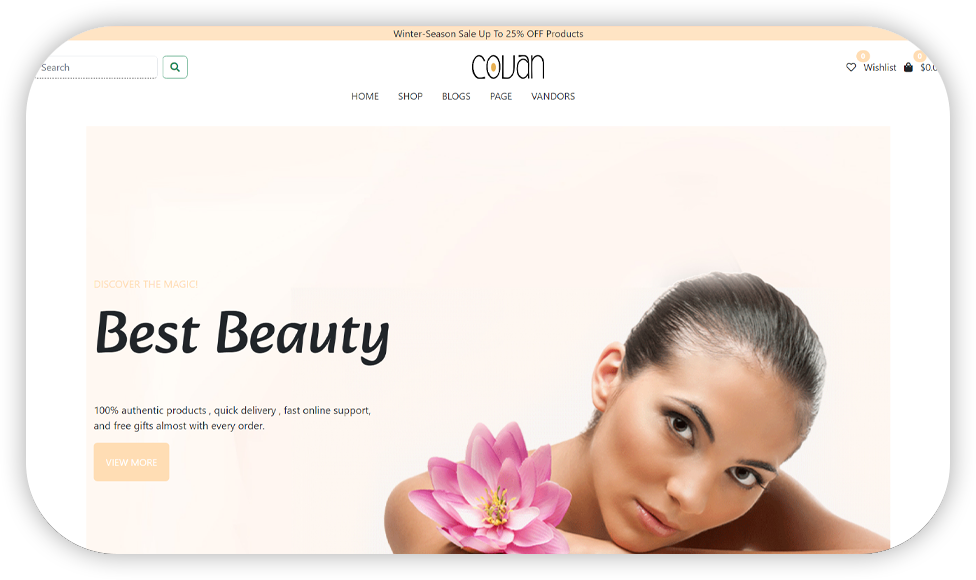 Winter-Season Sale Up To 25% OFF Products
Search
covan
0
Wishlist
0
$0.0
HOME SHOP BLOGS PAGE VANDORS
DISCOVER THE MAGIC!
Best Beauty
100% authentic products , quick delivery , fast online support,
and free gifts almost with every order.
VIEW MORE